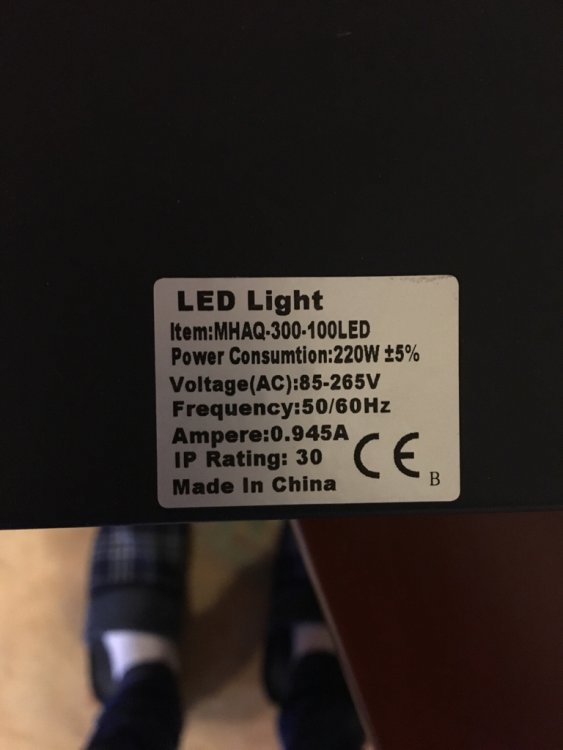 LED Light
Item:MHAQ-300-100LED
Power Consumtion:220W ±5%
Voltage(AC):85-265V
Frequency:50/60Hz
Ampere:0.945A
IP Rating: 30
CE
B
Made In China